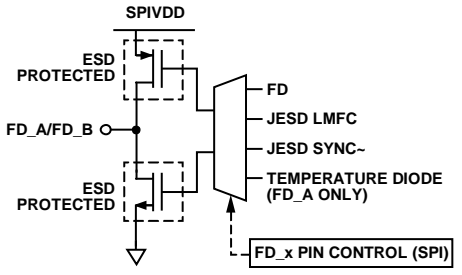 SPIVDD
ESD
PROTECTED
FD
JESD LMFC
FD_A/FD_B
JESD SYNC~
ESD
PROTECTED
TEMPERATURE DIODE
(FD_A ONLY)
FD_x PIN CONTROL (SPI)